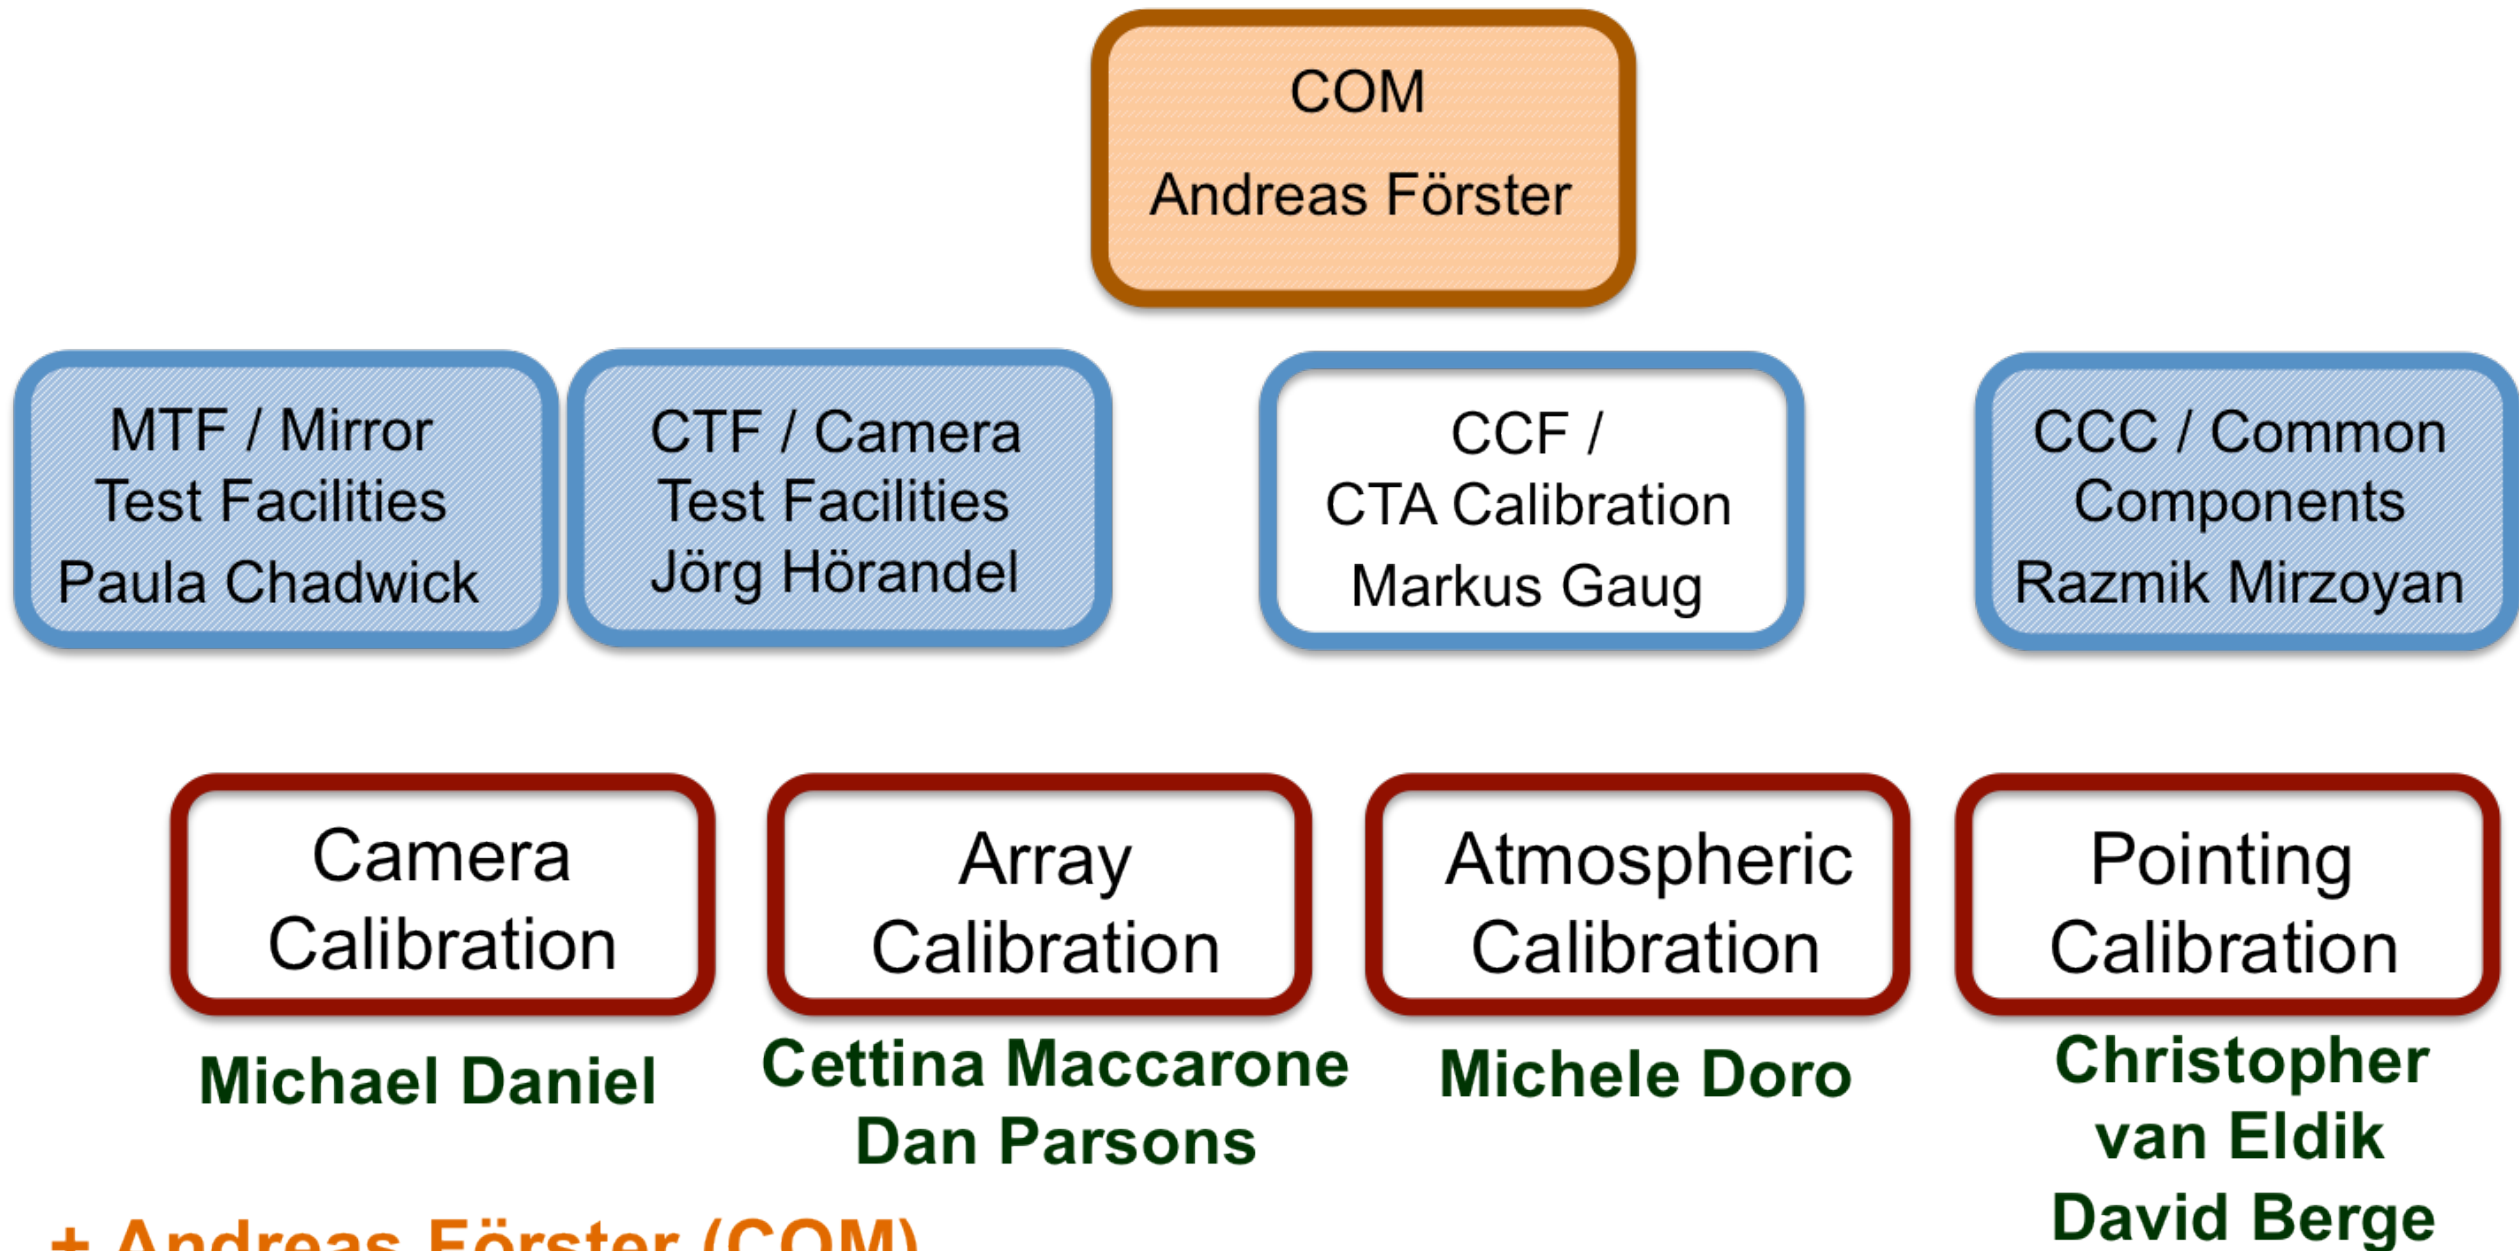 COM
Andreas Förster
MTF / Mirror
Test Facilities
Paula Chadwick
CTF / Camera
Test Facilities
Jörg Hörandel
CCF /
CTA Calibration
Markus Gaug
CCC / Common
Components
Razmik Mirzoyan
Camera
Calibration
Array
Calibration
Atmospheric
Calibration
Pointing
Calibration
Michael Daniel
Cettina Maccarone
Dan Parsons
Michele Doro
Christopher
van Eldik
David Berge
+ Andreas Förster (COM)